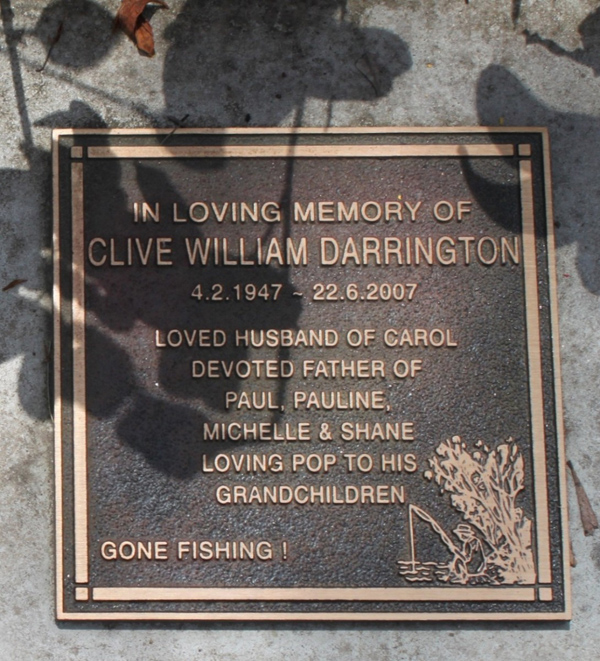 IN LOVING MEMORY OF
CLIVE WILLIAM DARRINGTON
4.2.1947 ~ 22.6.2007
LOVED HUSBAND OF CAROL
DEVOTED FATHER OF
PAUL, PAULINE,
MICHELLE & SHANE
LOVING POP TO HIS
GRANDCHILDREN
GONE FISHING !